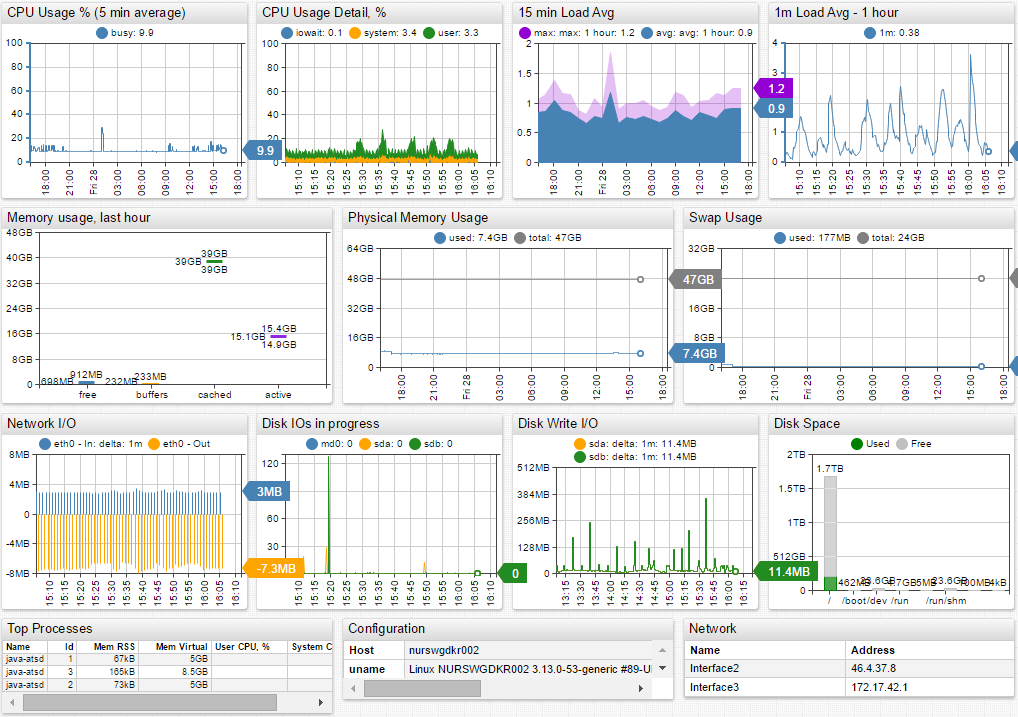 CPU Usage % (5 min average)
busy: 9.9
100
80
60
40
20
0
9.9
18:00
21:00
Fri 28
03:00
06:00
09:00
12:00
15:00
18:00
CPU Usage Detail, %
iowait: 0.1 system: 3.4 user: 3.3
100
80
60
40
20
0
15:10
15:15
15:20
15:25
15:30
15:35
15:40
15:45
15:50
15:55
16:00
16:05
16:10
15 min Load Avg
max: max: 1 hour: 1.2 avg: avg: 1 hour: 0.9
2
1.5
1
0.5
0
1.2
0.9
18:00
21:00
Fri 28
03:00
06:00
09:00
12:00
15:00
18:00
1m Load Avg - 1 hour
1m: 0.38
4
3
2
1
0
15:10
15:15
15:20
15:25
15:30
15:35
15:40
15:45
15:50
15:55
16:00
16:05
16:10
Memory usage, last hour
48GB
40GB
32GB
24GB
16GB
8GB
0
698MB
912MB
232MB
233MB
39GB
39GB
39GB
15.1GB
15.4GB
14.9GB
free buffers cached active
Physical Memory Usage
used: 7.4GB total: 47GB
64GB
48GB
32GB
16GB
0
47GB
7.4GB
18:00
21:00
Fri 28
03:00
06:00
09:00
12:00
15:00
18:00
Swap Usage
used: 177MB total: 24GB
32GB
16GB
8GB
0
18:00
21:00
Fri 28
03:00
06:00
09:00
12:00
15:00
18:00
Network I/O
eth0 - In: delta: 1m eth0 - Out
8MB
4MB
0
-4MB
-8MB
3MB
-7.3MB
15:10
15:15
15:20
15:25
15:30
15:35
15:40
15:45
15:50
15:55
16:00
16:05
16:10
Disk IOs in progress
md0: 0 sda: 0 sdb: 0
120
60
30
0
15:10
15:15
15:20
15:25
15:30
15:35
15:40
15:45
15:50
15:55
16:00
16:05
16:10
Disk Write I/O
sda: delta: 1m: 11.4MB
sdb: delta: 1m: 11.4MB
512MB
384MB
256MB
128MB
0
11.4MB
13:15
13:30
13:45
14:00
14:15
14:30
14:45
15:00
15:15
15:30
15:45
16:00
16:15
Disk Space
Used Free
2TB
1.5TB
1TB
512GB
0
1.7TB
23.6GB
4kB
/ /boot/dev /run /run/shm
Top Processes
Name Id Mem RSS Mem Virtual User CPU, % System C
java-atsd 1 67kB 5GB
java-atsd 3 165kB 8.5GB
java-atsd 2 73kB 5GB
Configuration
Host nurswgdkr002
uname Linux NURSWGDKR002 3.13.0-53-generic #89-U
Network
Name Address
Interface2 46.4.37.8
Interface3 172.17.42.1